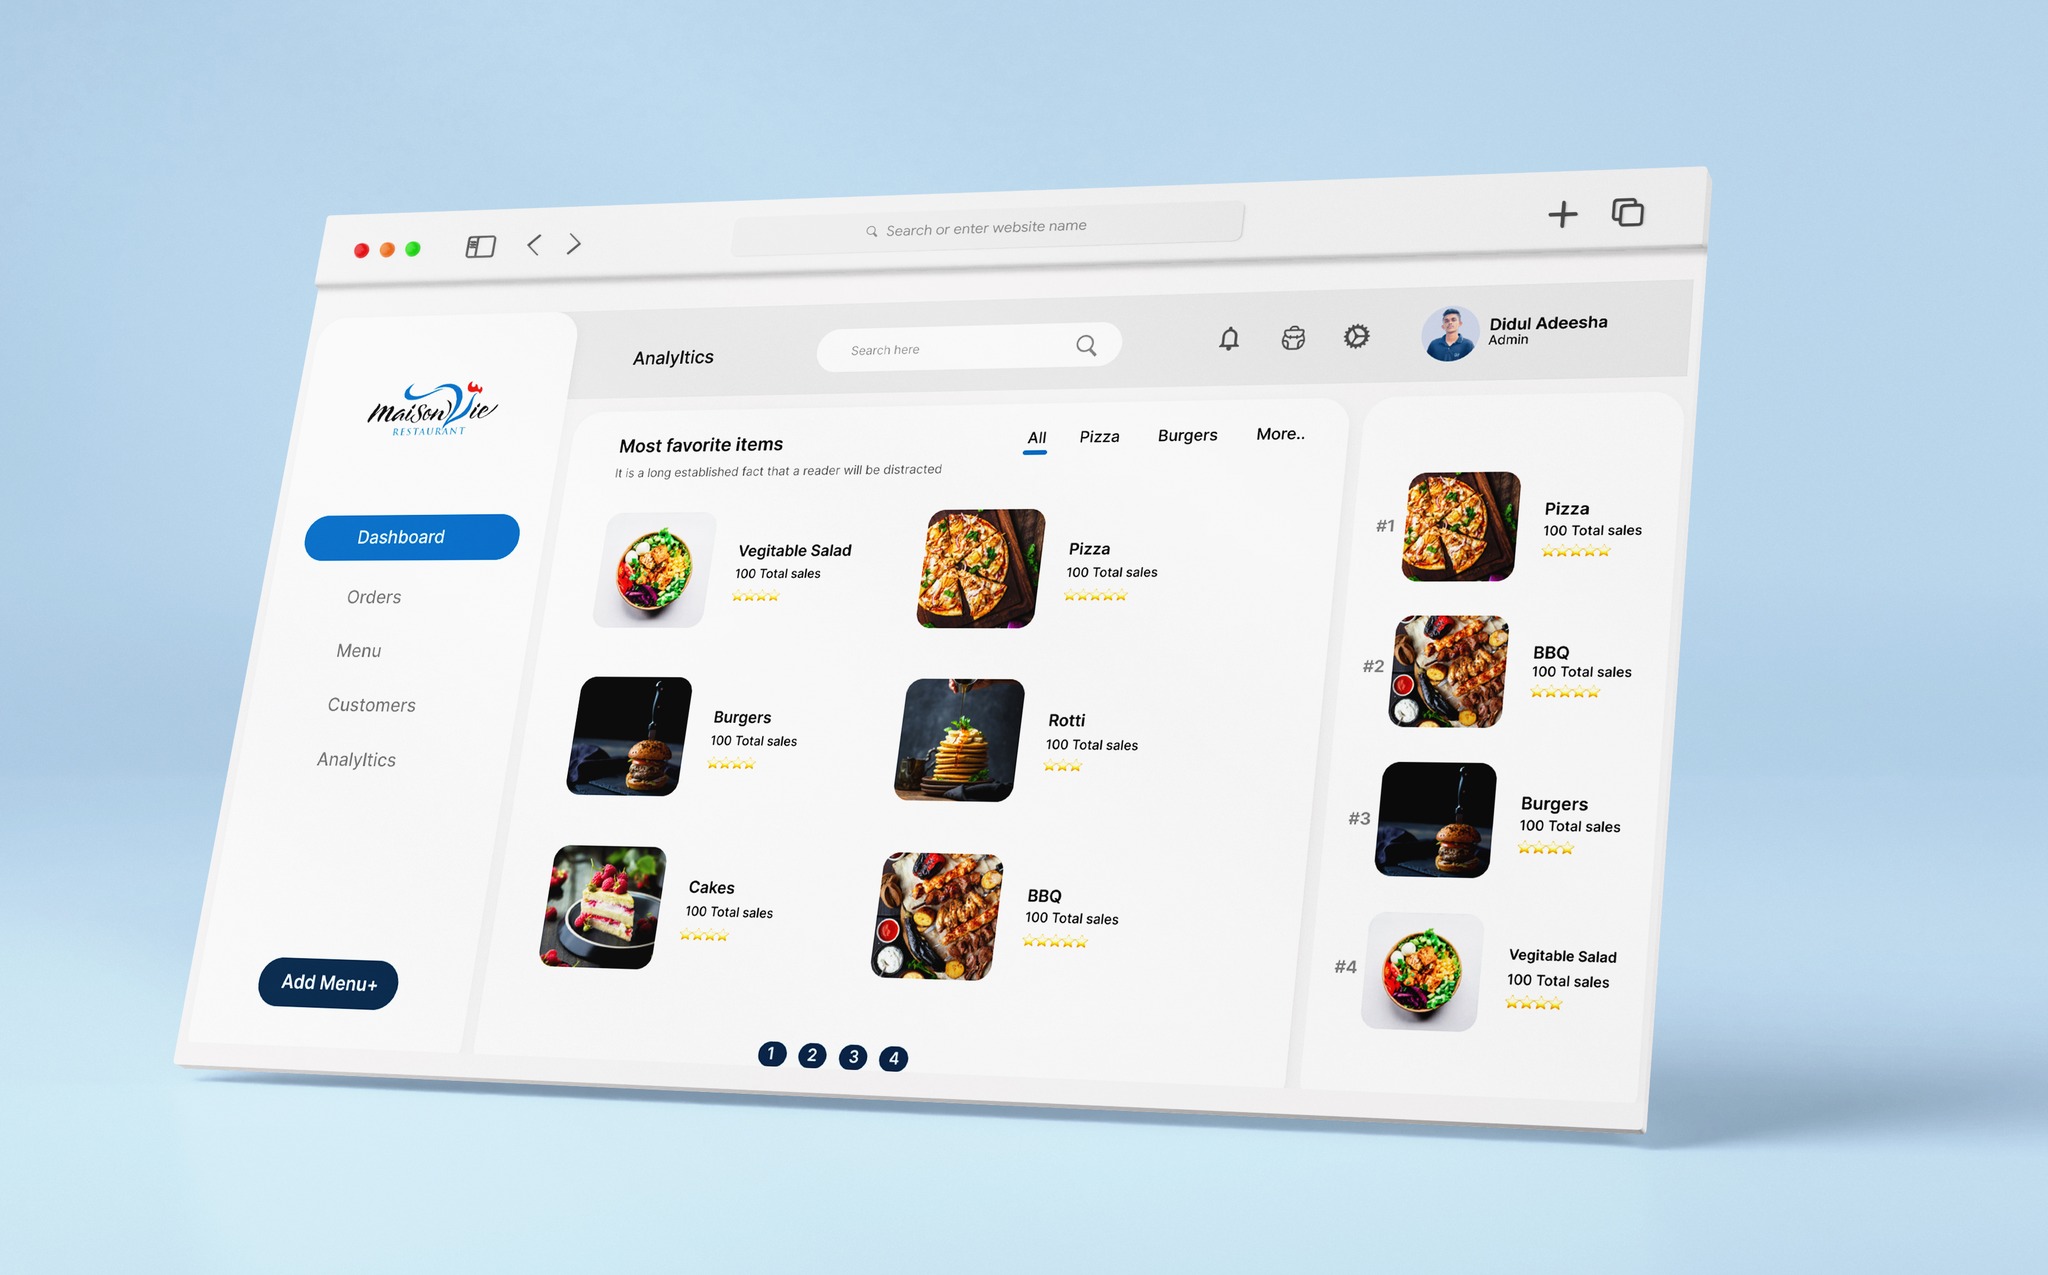 Search or enter website name
Maison Vie
RESTAURANT
Dashboard
Orders
Menu
Customers
Analyltics
Add Menu+
Analyltics
Search here
Didul Adeesha
Admin
Most favorite items
It is a long established fact that a reader will be distracted
All
Pizza
Burgers
More..
Vegitable Salad
100 Total sales
Pizza
100 Total sales
Burgers
100 Total sales
Rotti
100 Total sales
Cakes
100 Total sales
BBQ
100 Total sales
1 2 3 4
#1
Pizza
100 Total sales
#2
BBQ
100 Total sales
#3
Burgers
100 Total sales
#4
Vegitable Salad
100 Total sales